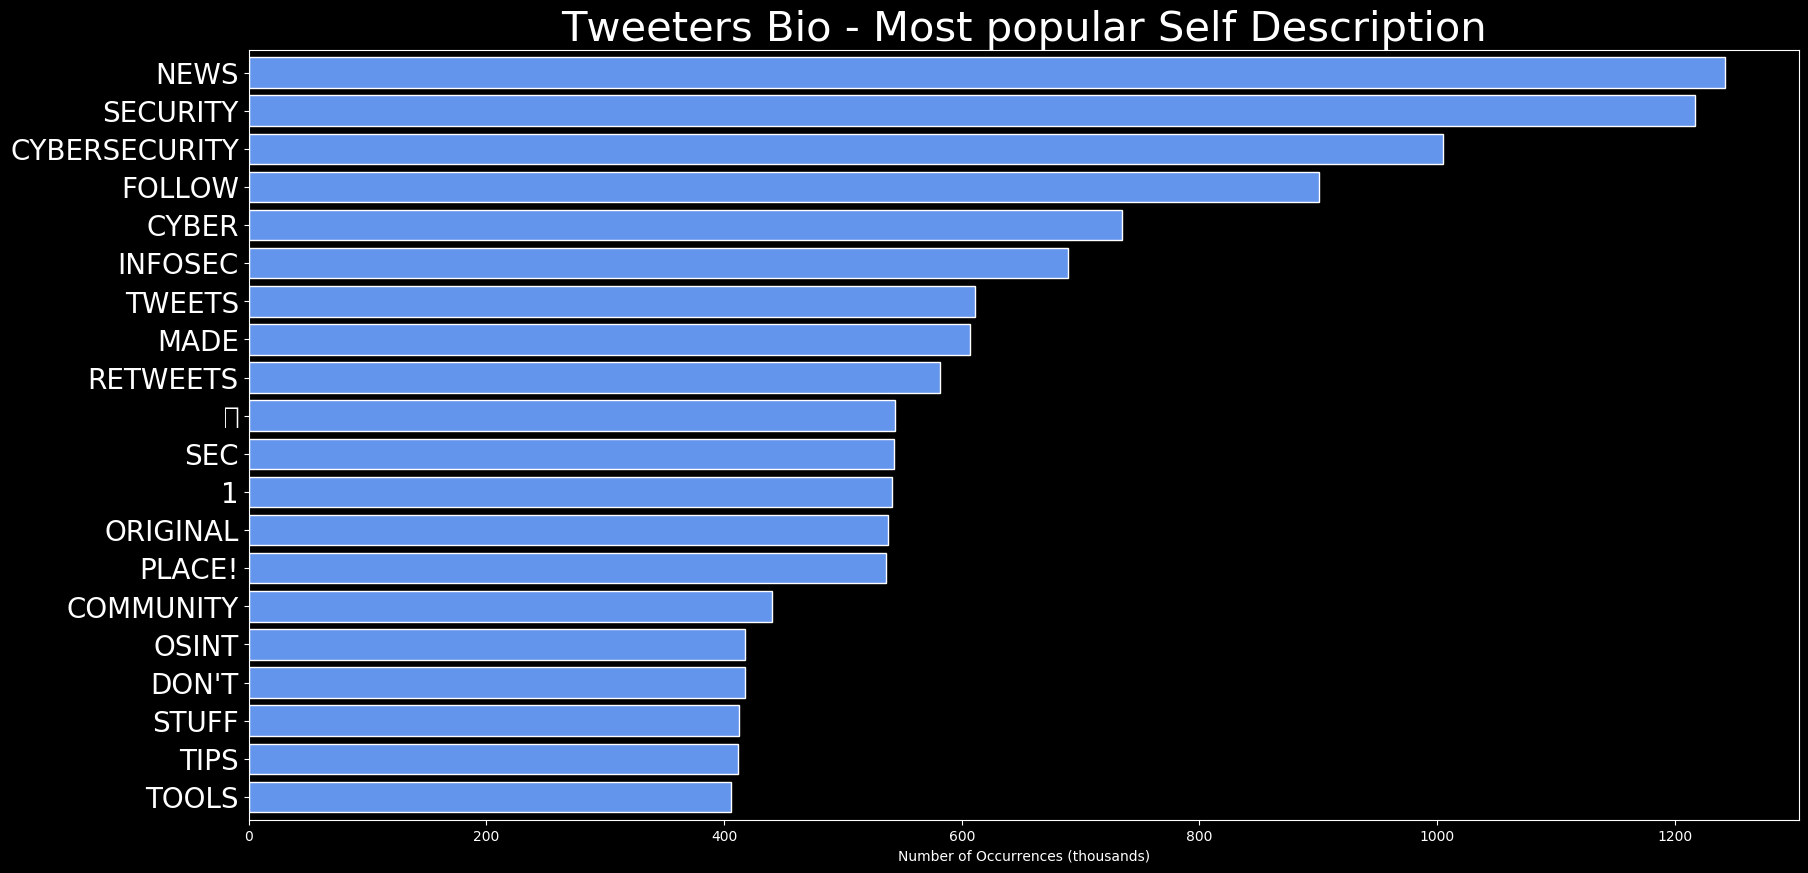 Tweeters Bio - Most popular Self Description
NEWS
SECURITY
CYBERSECURITY
FOLLOW
CYBER
INFOSEC
TWEETS
MADE
RETWEETS
SEC
1
ORIGINAL
PLACE!
COMMUNITY
OSINT
DON'T
STUFF
TIPS
TOOLS
0 200 400 600 800 1000 1200
Number of Occurrences (thousands)